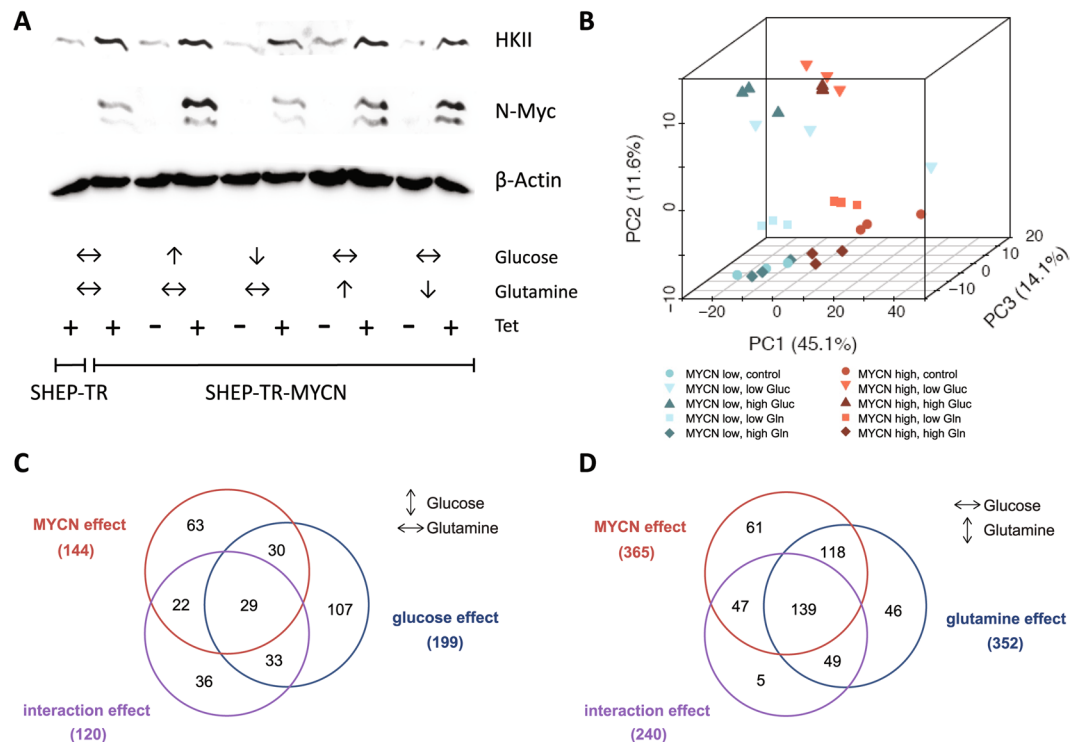 A
HKII
N-Myc
β-Actin
↔ ↑ ↓ ↔ ↔ Glucose
↔ ↔ ↔ ↑ ↓ Glutamine
+ + - + - + - + - + Tet
SHEP-TR SHEP-TR-MYCN
B
PC2 (11.6%)
10
0
-10
-20 0 20 40
PC1 (45.1%)
-10 0 10 20
PC3 (14.1%)
MYCN low, control
MYCN low, low Gluc
MYCN low, high Gluc
MYCN low, low Gln
MYCN low, high Gln
MYCN high, control
MYCN high, low Gluc
MYCN high, high Gluc
MYCN high, low Gln
MYCN high, high Gln
C
MYCN effect
(144)
63
30
22
29
107
33
36
↕ Glucose
↔ Glutamine
glucose effect
(199)
interaction effect
(120)
D
MYCN effect
(365)
61
118
47
139
46
49
5
↔ Glucose
↕ Glutamine
glutamine effect
(352)
interaction effect
(240)